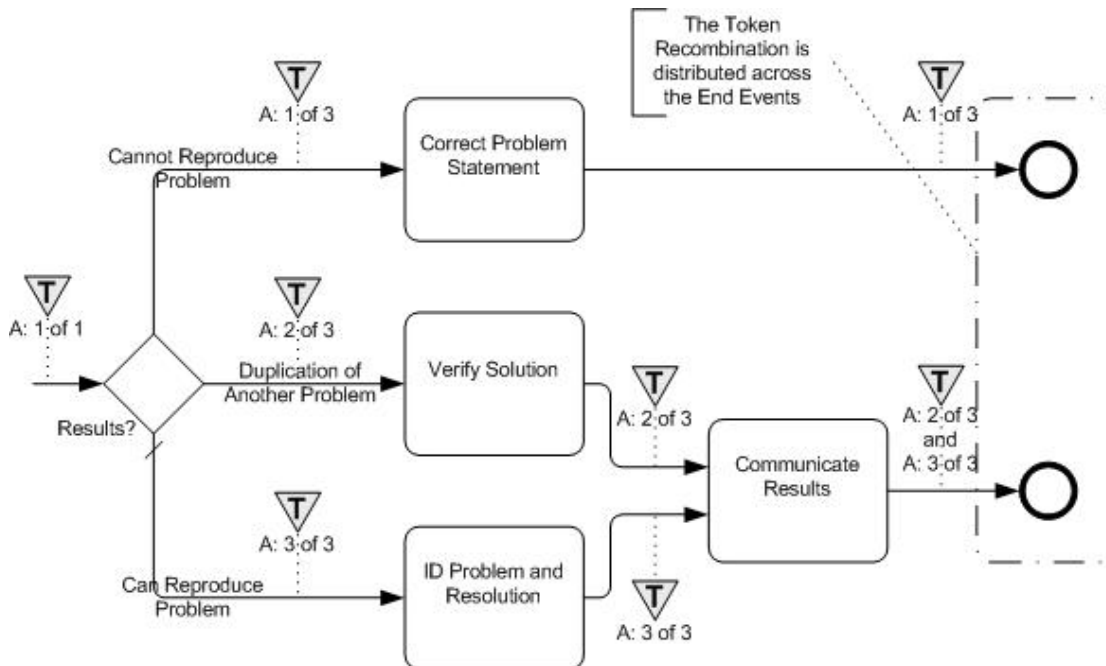 The Token
Recombination is
distributed across
the End Events
T
A: 1 of 3
T
A: 1 of 3
Cannot Reproduce
Problem
Correct Problem
Statement
T
A: 1 of 1
T
A: 2 of 3
Duplication of
Another Problem
Results?
Verify Solution
T
A: 2 of 3
T
A: 2 of 3
and
A: 3 of 3
Communicate
Results
T
A: 3 of 3
Can Reproduce
Problem
ID Problem and
Resolution
T
A: 3 of 3